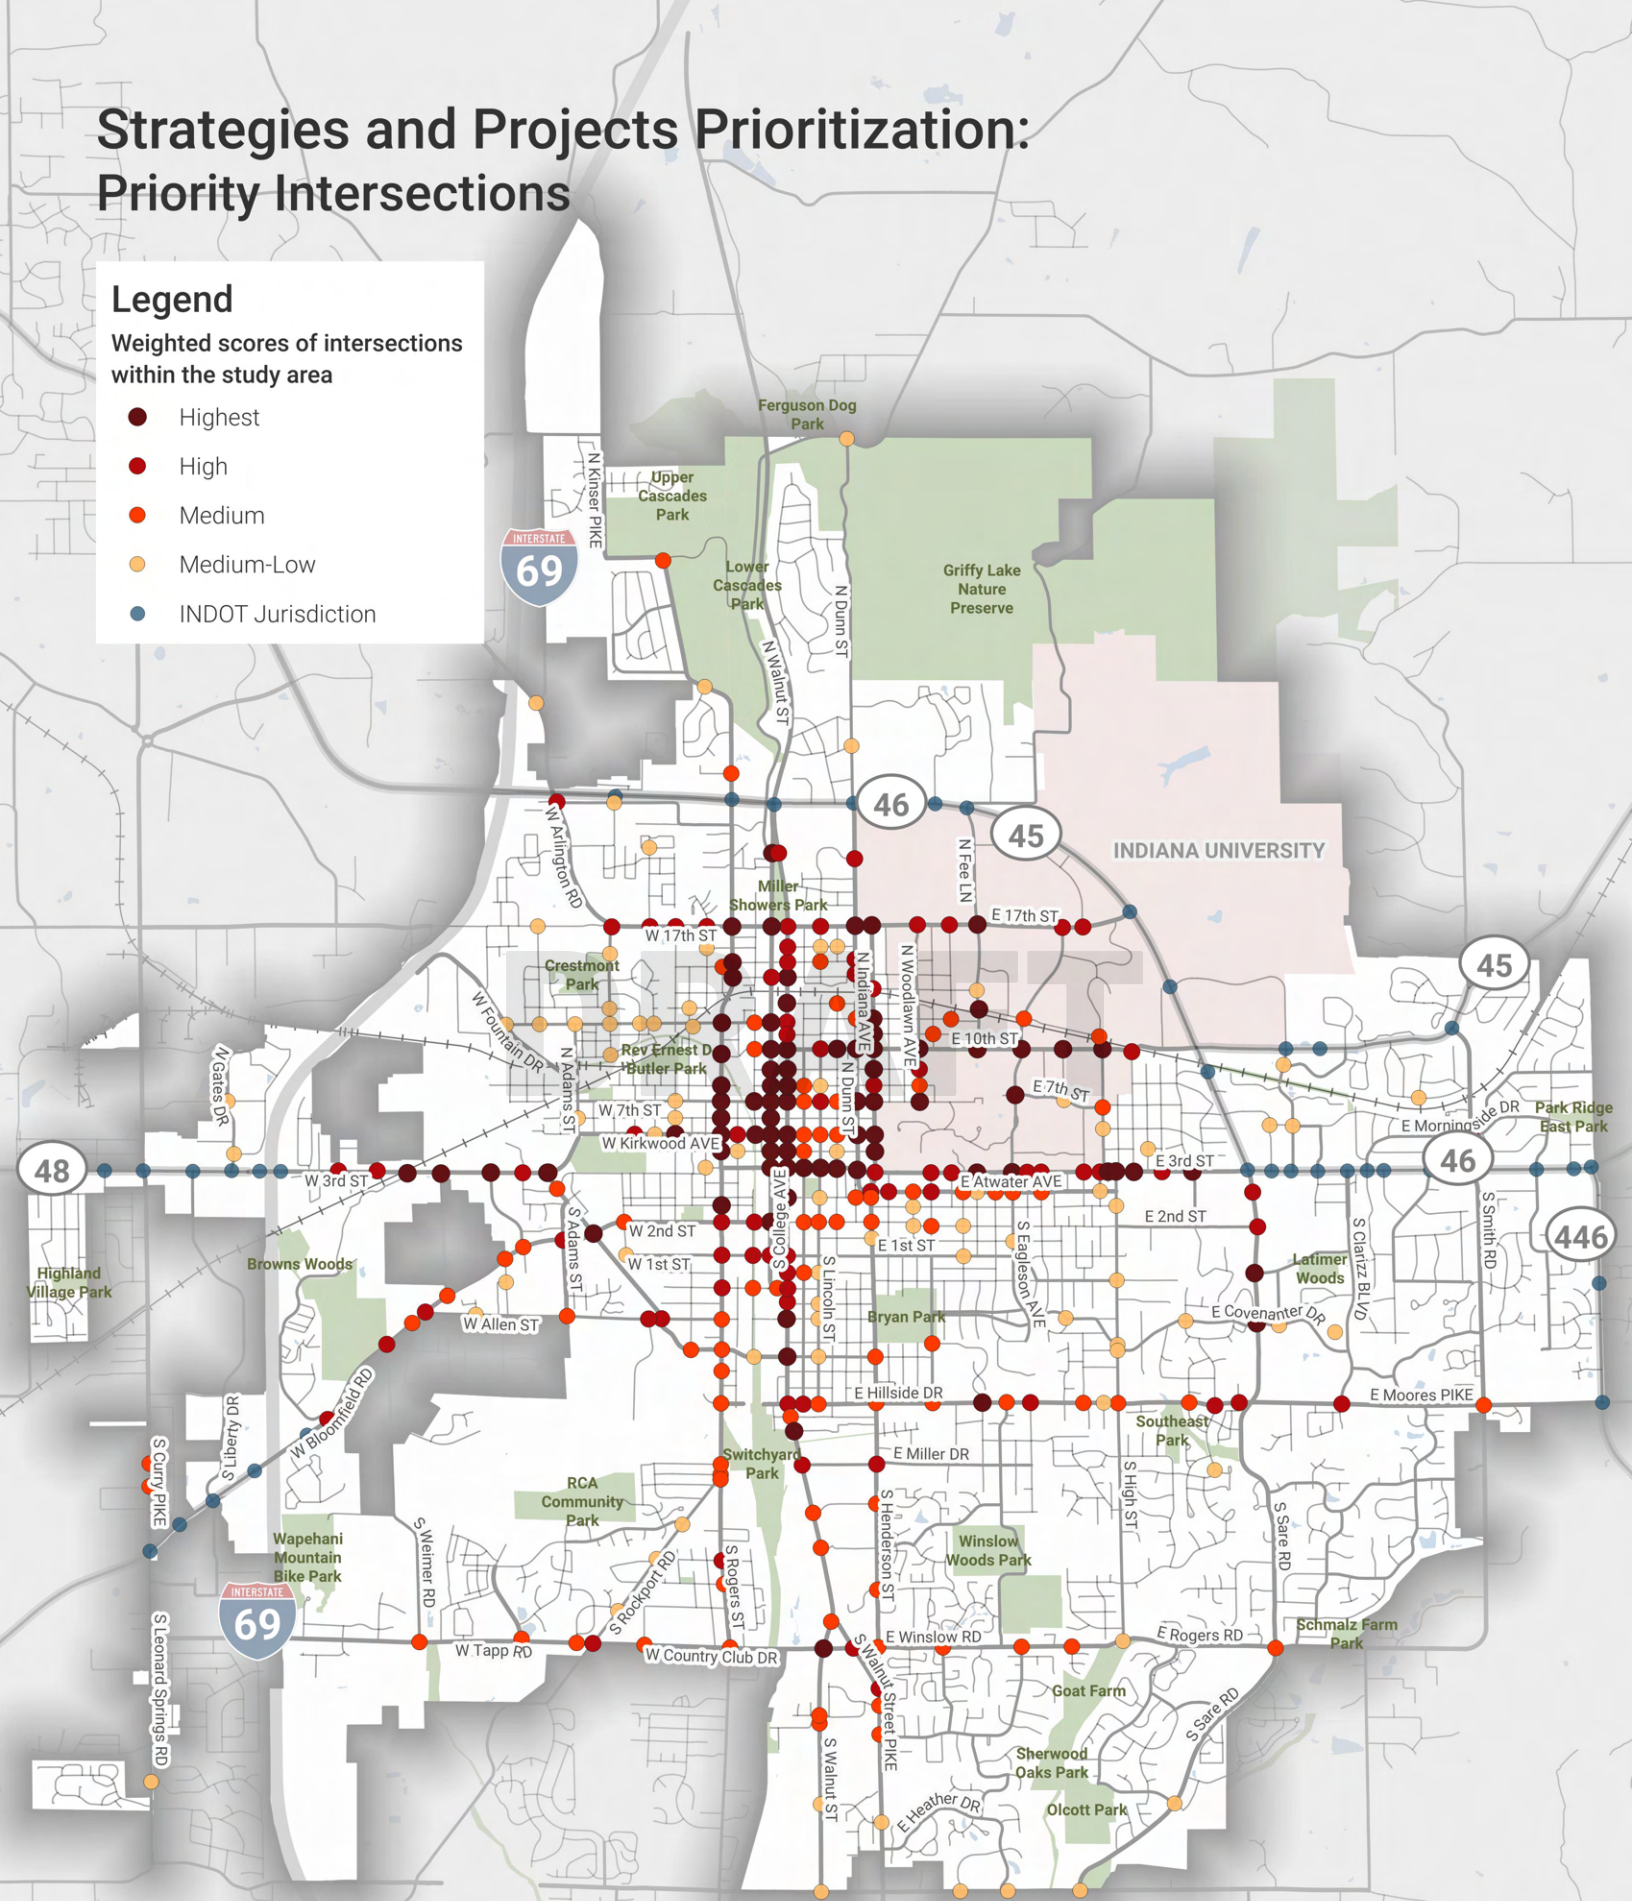 Strategies and Projects Prioritization:
Priority Intersections
Legend
Weighted scores of intersections
within the study area
Highest
High
Medium
Medium-Low
INDOT Jurisdiction
Ferguson Dog
Park
Upper
Cascades
Park
N Kinser PIKE
INTERSTATE
69
Lower
Cascades
Park
N Dunn ST
Griffy Lake
Nature
Preserve
N Walnut ST
46
45
INDIANA UNIVERSITY
W Arlington RD
N Fee LN
Miller
Showers Park
E 17th ST
W 17th ST
Crestmont
Park
N Indiana AVE
N Woodlawn AVE
45
DRAFT
W Fountain DR
E 10th ST
Rev Ernest D
Butler Park
N Adams ST
N Gates DR
N Dunn ST
E 7th ST
W 7th ST
W Kirkwood AVE
E Morningside DR
Park Ridge
East Park
48
46
W 3rd ST
E 3rd ST
E Atwater AVE
S College AVE
S Adams ST
W 2nd ST
E 2nd ST
E 1st ST
W 1st ST
S Eagleson AVE
S Clarizz BLVD
S Smith RD
446
Browns Woods
Highland
Village Park
Latimer
Woods
S Lincoln ST
Bryan Park
E Covenanter DR
W Allen ST
W Bloomfield RD
S Liberty DR
E Hillside DR
E Moores PIKE
Southeast
Park
S Curry PIKE
Switchyard
Park
E Miller DR
RCA
Community
Park
S High ST
S Henderson ST
S Sare RD
Wapehani
Mountain
Bike Park
S Weimer RD
Winslow
Woods Park
S Rockport RD
S Rogers ST
INTERSTATE
69
S Leonard Springs RD
W Tapp RD
W Country Club DR
E Winslow RD
E Rogers RD
Schmalz Farm
Park
S Walnut Street PIKE
Goat Farm
S Sare RD
Sherwood
Oaks Park
S Walnut ST
E Heather DR
Olcott Park